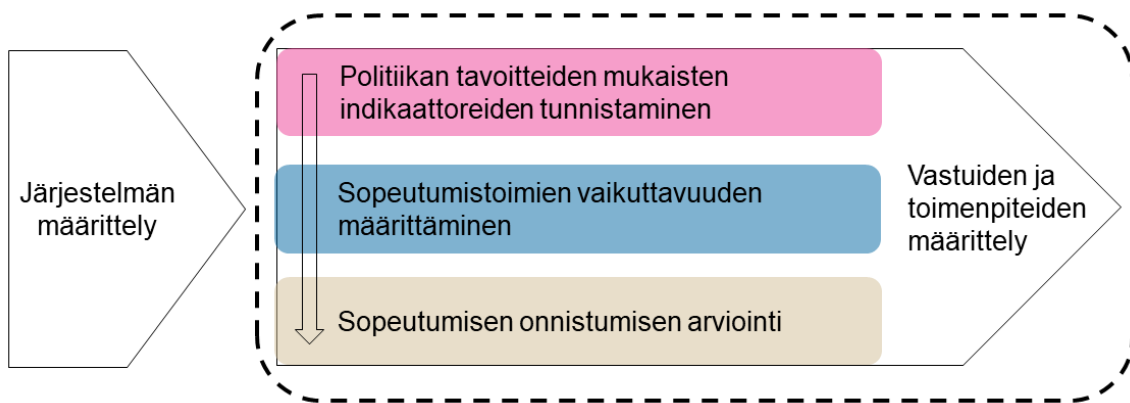 Järjestelmän
määrittely
Politiikan tavoitteiden mukaisten
indikaattoreiden tunnistaminen
Sopeutumistoimien vaikuttavuuden
määrittäminen
Sopeutumisen onnistumisen arviointi
Vastuiden ja
toimenpiteiden
määrittely